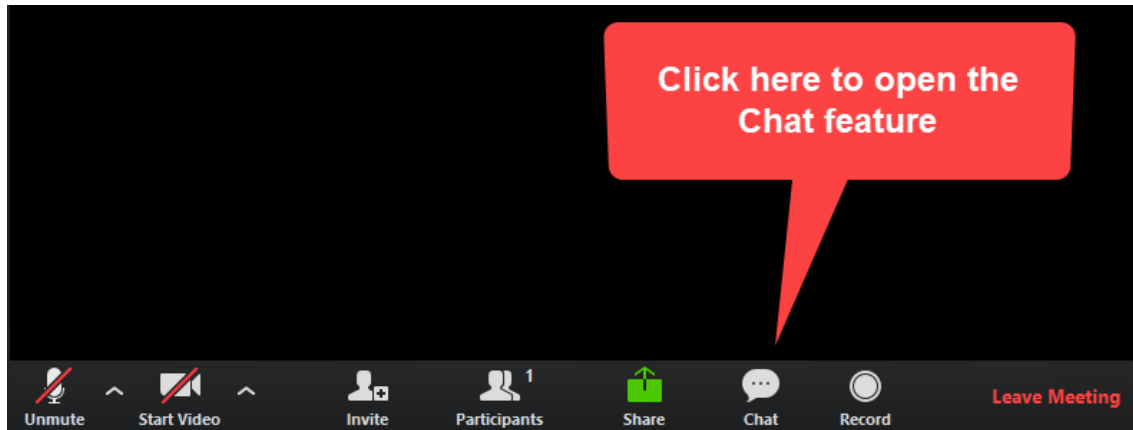 Click here to open the
Chat feature
1
Unmute
Start Video
Invite
Participants
Share
Chat
Record
Leave Meeting